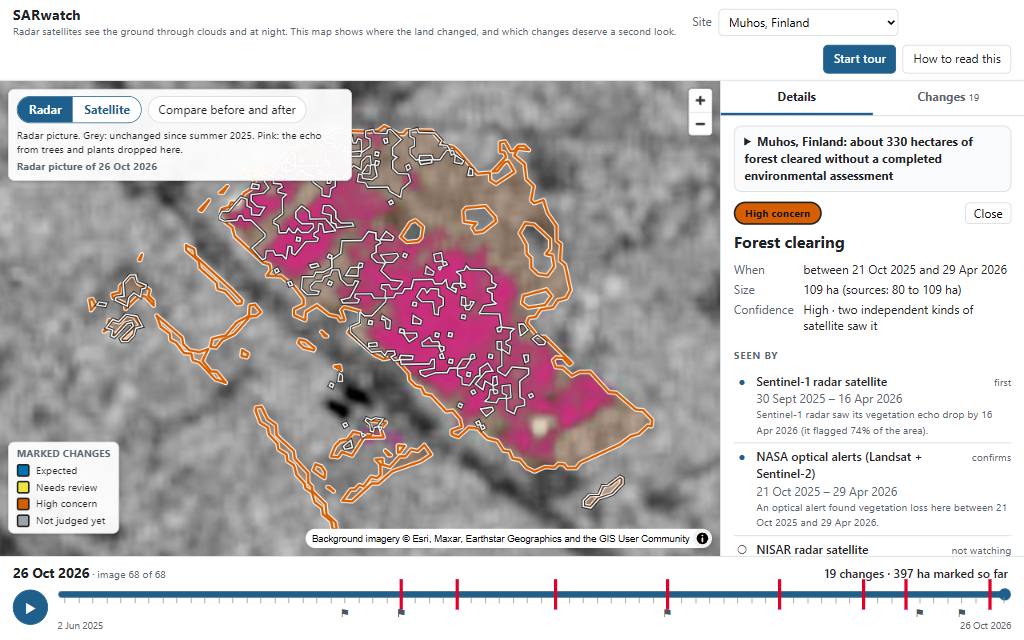 SARwatch
Radar satellites see the ground through clouds and at night. This map shows where the land changed, and which changes deserve a second look.
Site
Muhos, Finland
Start tour
How to read this
Radar
Satellite
Compare before and after
Radar picture. Grey: unchanged since summer 2025. Pink: the echo
from trees and plants dropped here.
Radar picture of 26 Oct 2026
+
−
MARKED CHANGES
Expected
Needs review
High concern
Not judged yet
Background imagery © Esri, Maxar, Earthstar Geographics and the GIS User Community
Details
Changes 19
Muhos, Finland: about 330 hectares of
forest cleared without a completed
environmental assessment
High concern
Close
Forest clearing
When between 21 Oct 2025 and 29 Apr 2026
Size 109 ha (sources: 80 to 109 ha)
Confidence High · two independent kinds of
satellite saw it
SEEN BY
Sentinel-1 radar satellite first
30 Sept 2025 – 16 Apr 2026
Sentinel-1 radar saw its vegetation echo drop by 16
Apr 2026 (it flagged 74% of the area).
NASA optical alerts (Landsat + confirms
Sentinel-2)
21 Oct 2025 – 29 Apr 2026
An optical alert found vegetation loss here between 21
Oct 2025 and 29 Apr 2026.
NISAR radar satellite not watching
26 Oct 2026 · image 68 of 68
19 changes · 397 ha marked so far
2 Jun 2025
26 Oct 2026